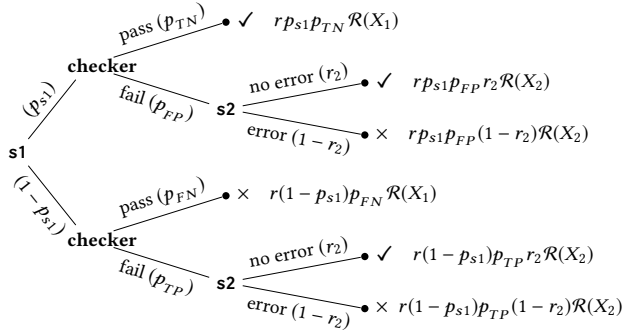 pass (p_TN)
✓ r p_s1 p_TN ℛ(X_1)
checker
fail (p_FP)
(p_s1)
no error (r_2)
✓ r p_s1 p_FP r_2 ℛ(X_2)
s2
error (1 − r_2)
× r p_s1 p_FP (1 − r_2) ℛ(X_2)
s1
(1 − p_s1)
pass (p_FN)
× r(1 − p_s1) p_FN ℛ(X_1)
checker
fail (p_TP)
no error (r_2)
✓ r(1 − p_s1) p_TP r_2 ℛ(X_2)
s2
error (1 − r_2)
× r(1 − p_s1) p_TP (1 − r_2) ℛ(X_2)